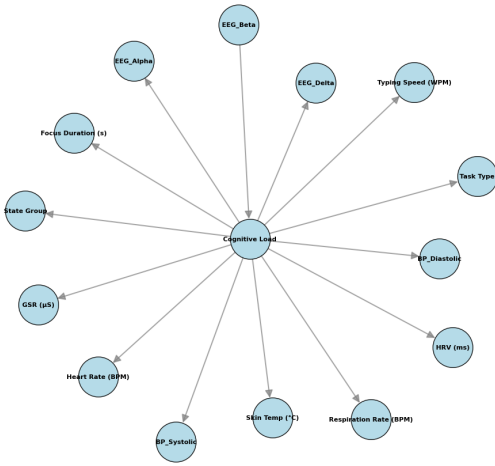 EEG_Beta
EEG_Alpha
EEG_Delta
Typing Speed (WPM)
Focus Duration (s)
Task Type
State Group
Cognitive Load
BP_Diastolic
GSR (µS)
HRV (ms)
Heart Rate (BPM)
Skin Temp (°C)
Respiration Rate (BPM)
BP_Systolic